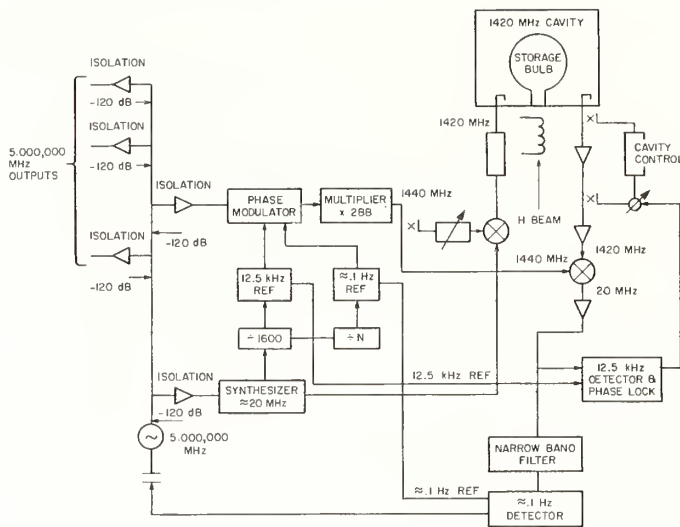 1420 MHz CAVITY
STORAGE
BULB
ISOLATION
-120 dB
ISOLATION
-120 dB
5.000,000
MHz
OUTPUTS
ISOLATION
-120 dB
ISOLATION
-120 dB
PHASE
MODULATOR
MULTIPLIER
x 288
1440 MHz
1420 MHz
X
H BEAM
X
X
CAVITY
CONTROL
1440 MHz
1420 MHz
20 MHz
12.5 kHz
REF
≈.1 Hz
REF
÷1600
÷N
ISOLATION
-120 dB
SYNTHESIZER
≈20 MHz
12.5 kHz REF
12.5 kHz
DETECTOR &
PHASE LOCK
5.000,000
MHz
NARROW BAND
FILTER
≈.1 Hz REF
≈.1 Hz
DETECTOR